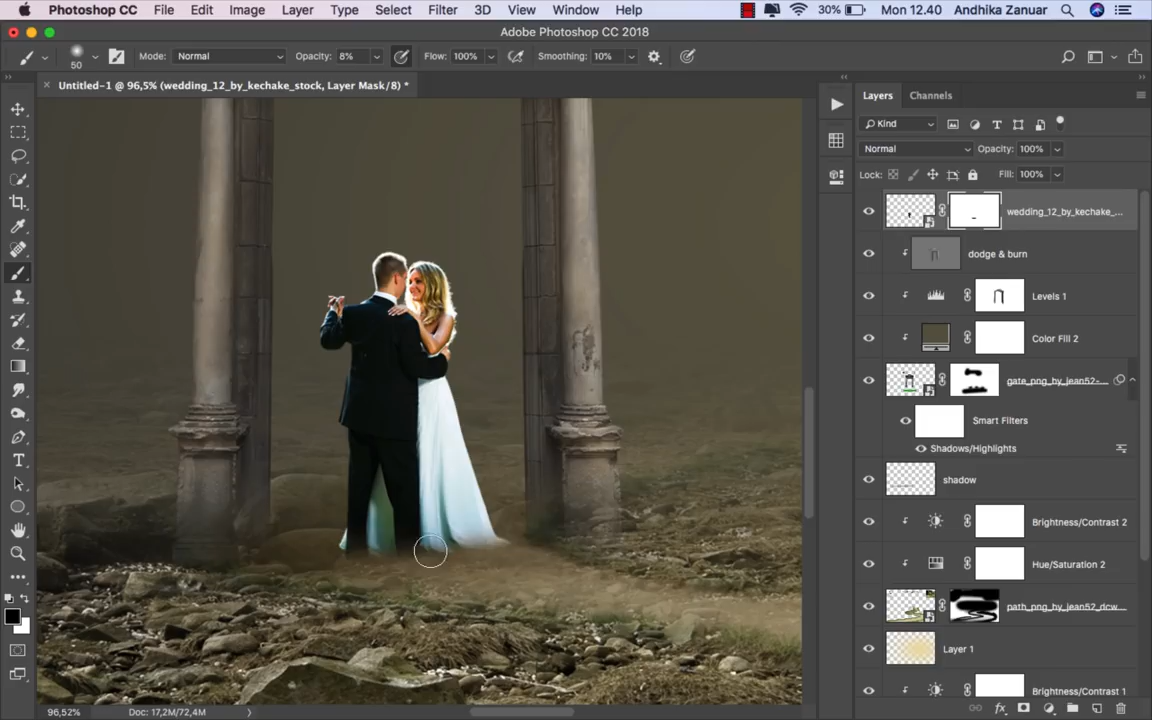 Photoshop CC File Edit Image Layer Type Select Filter 3D View Window Help 30% Mon 12.40 Andhika Zanuar
Adobe Photoshop CC 2018
50 Mode: Normal Opacity: 8% Flow: 100% Smoothing: 10%
Untitled-1 @ 96,5% (wedding_12_by_kechake_stock, Layer Mask/8) *
Layers Channels
Kind
Normal Opacity: 100%
Lock: Fill: 100%
wedding_12_by_kechake_...
dodge & burn
Levels 1
Color Fill 2
gate_png_by_jean52-...
Smart Filters
Shadows/Highlights
shadow
Brightness/Contrast 2
Hue/Saturation 2
path_png_by_jean52_dcw...
Layer 1
Brightness/Contrast 1
96,52% Doc: 17,2M/72,4M